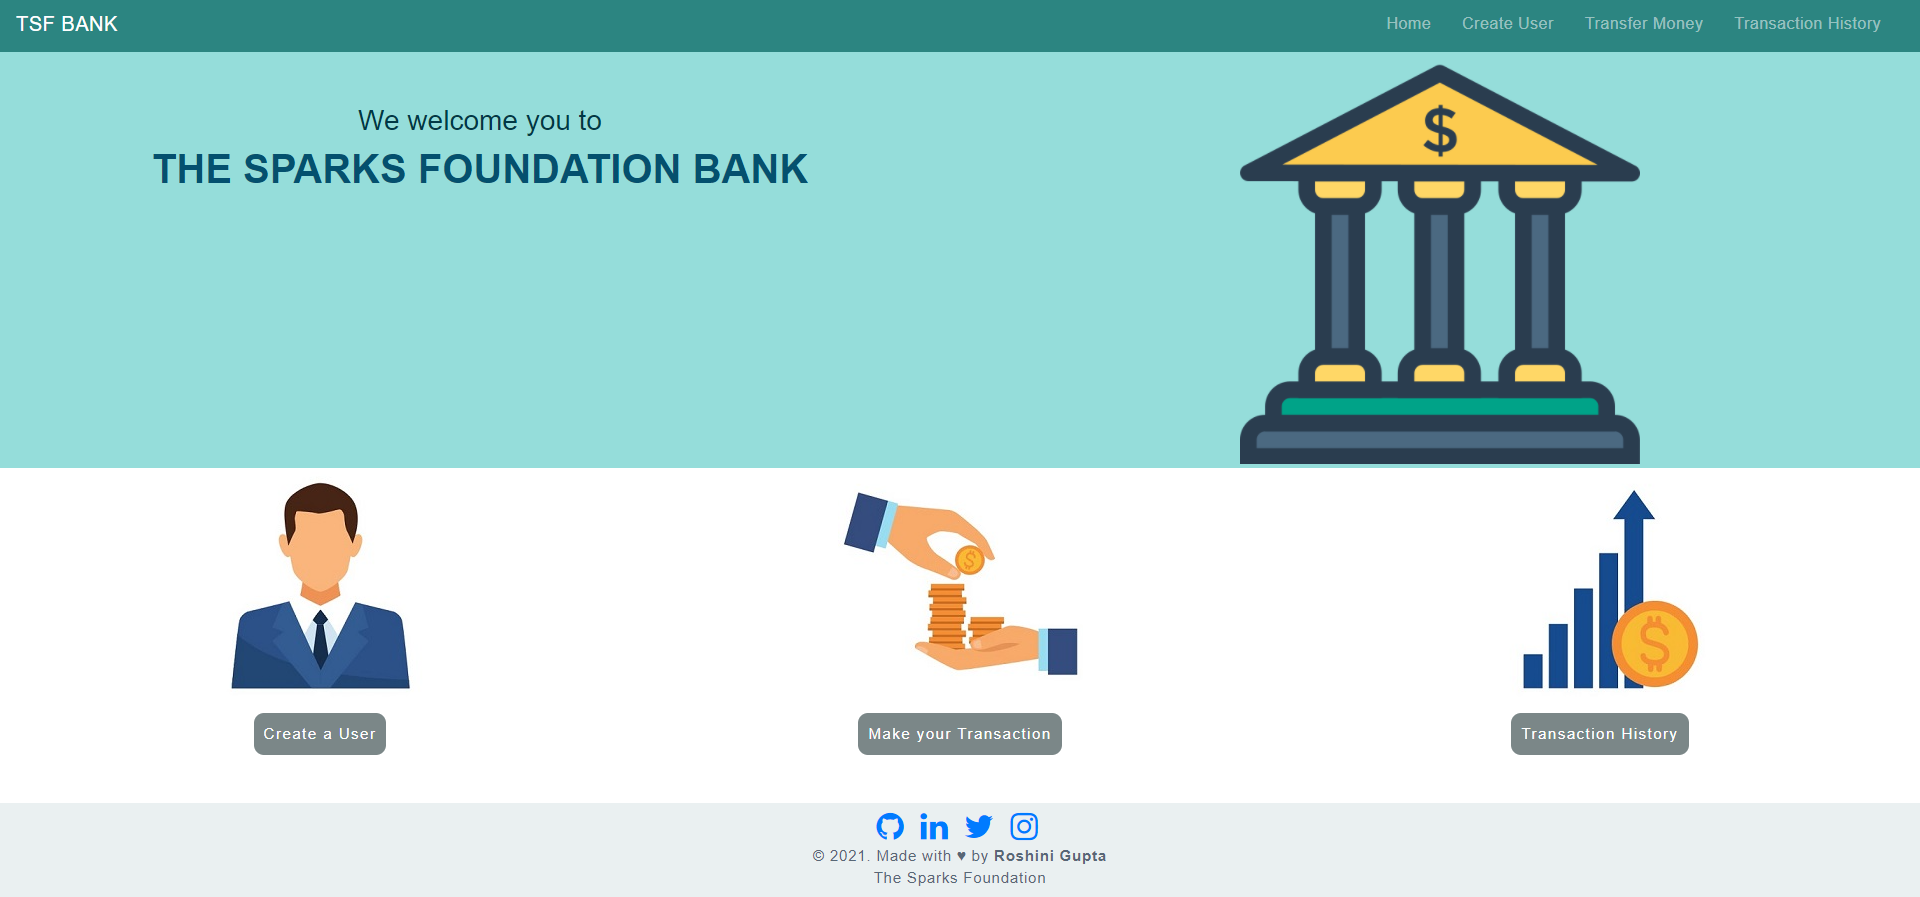 TSF BANK
Home Create User Transfer Money Transaction History
We welcome you to
THE SPARKS FOUNDATION BANK
$
$
$
Create a User
Make your Transaction
Transaction History
© 2021. Made with ♥ by Roshini Gupta
The Sparks Foundation